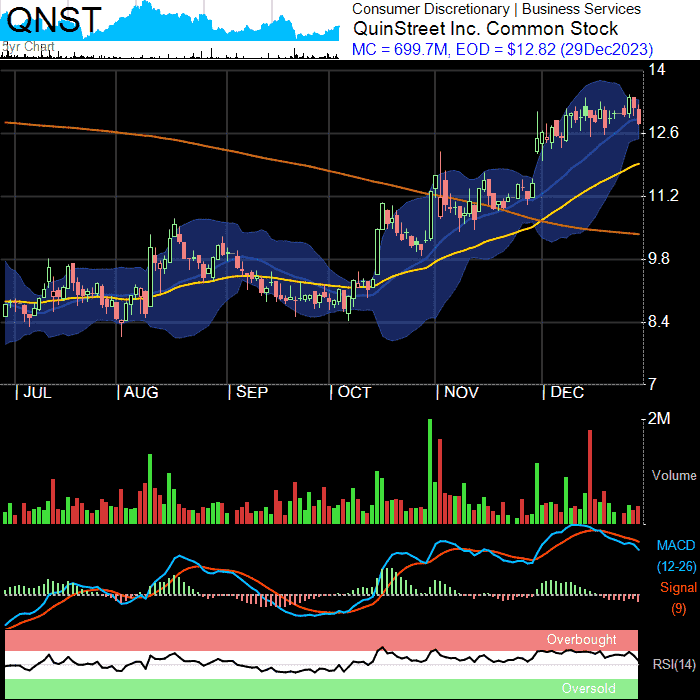 QNST
5yr Chart
Consumer Discretionary | Business Services
QuinStreet Inc. Common Stock
MC = 699.7M, EOD = $12.82 (29Dec2023)
14
12.6
11.2
9.8
8.4
7
| JUL | AUG | SEP | OCT | NOV | DEC
2M
Volume
MACD
(12-26)
Signal
(9)
Overbought
RSI(14)
Oversold